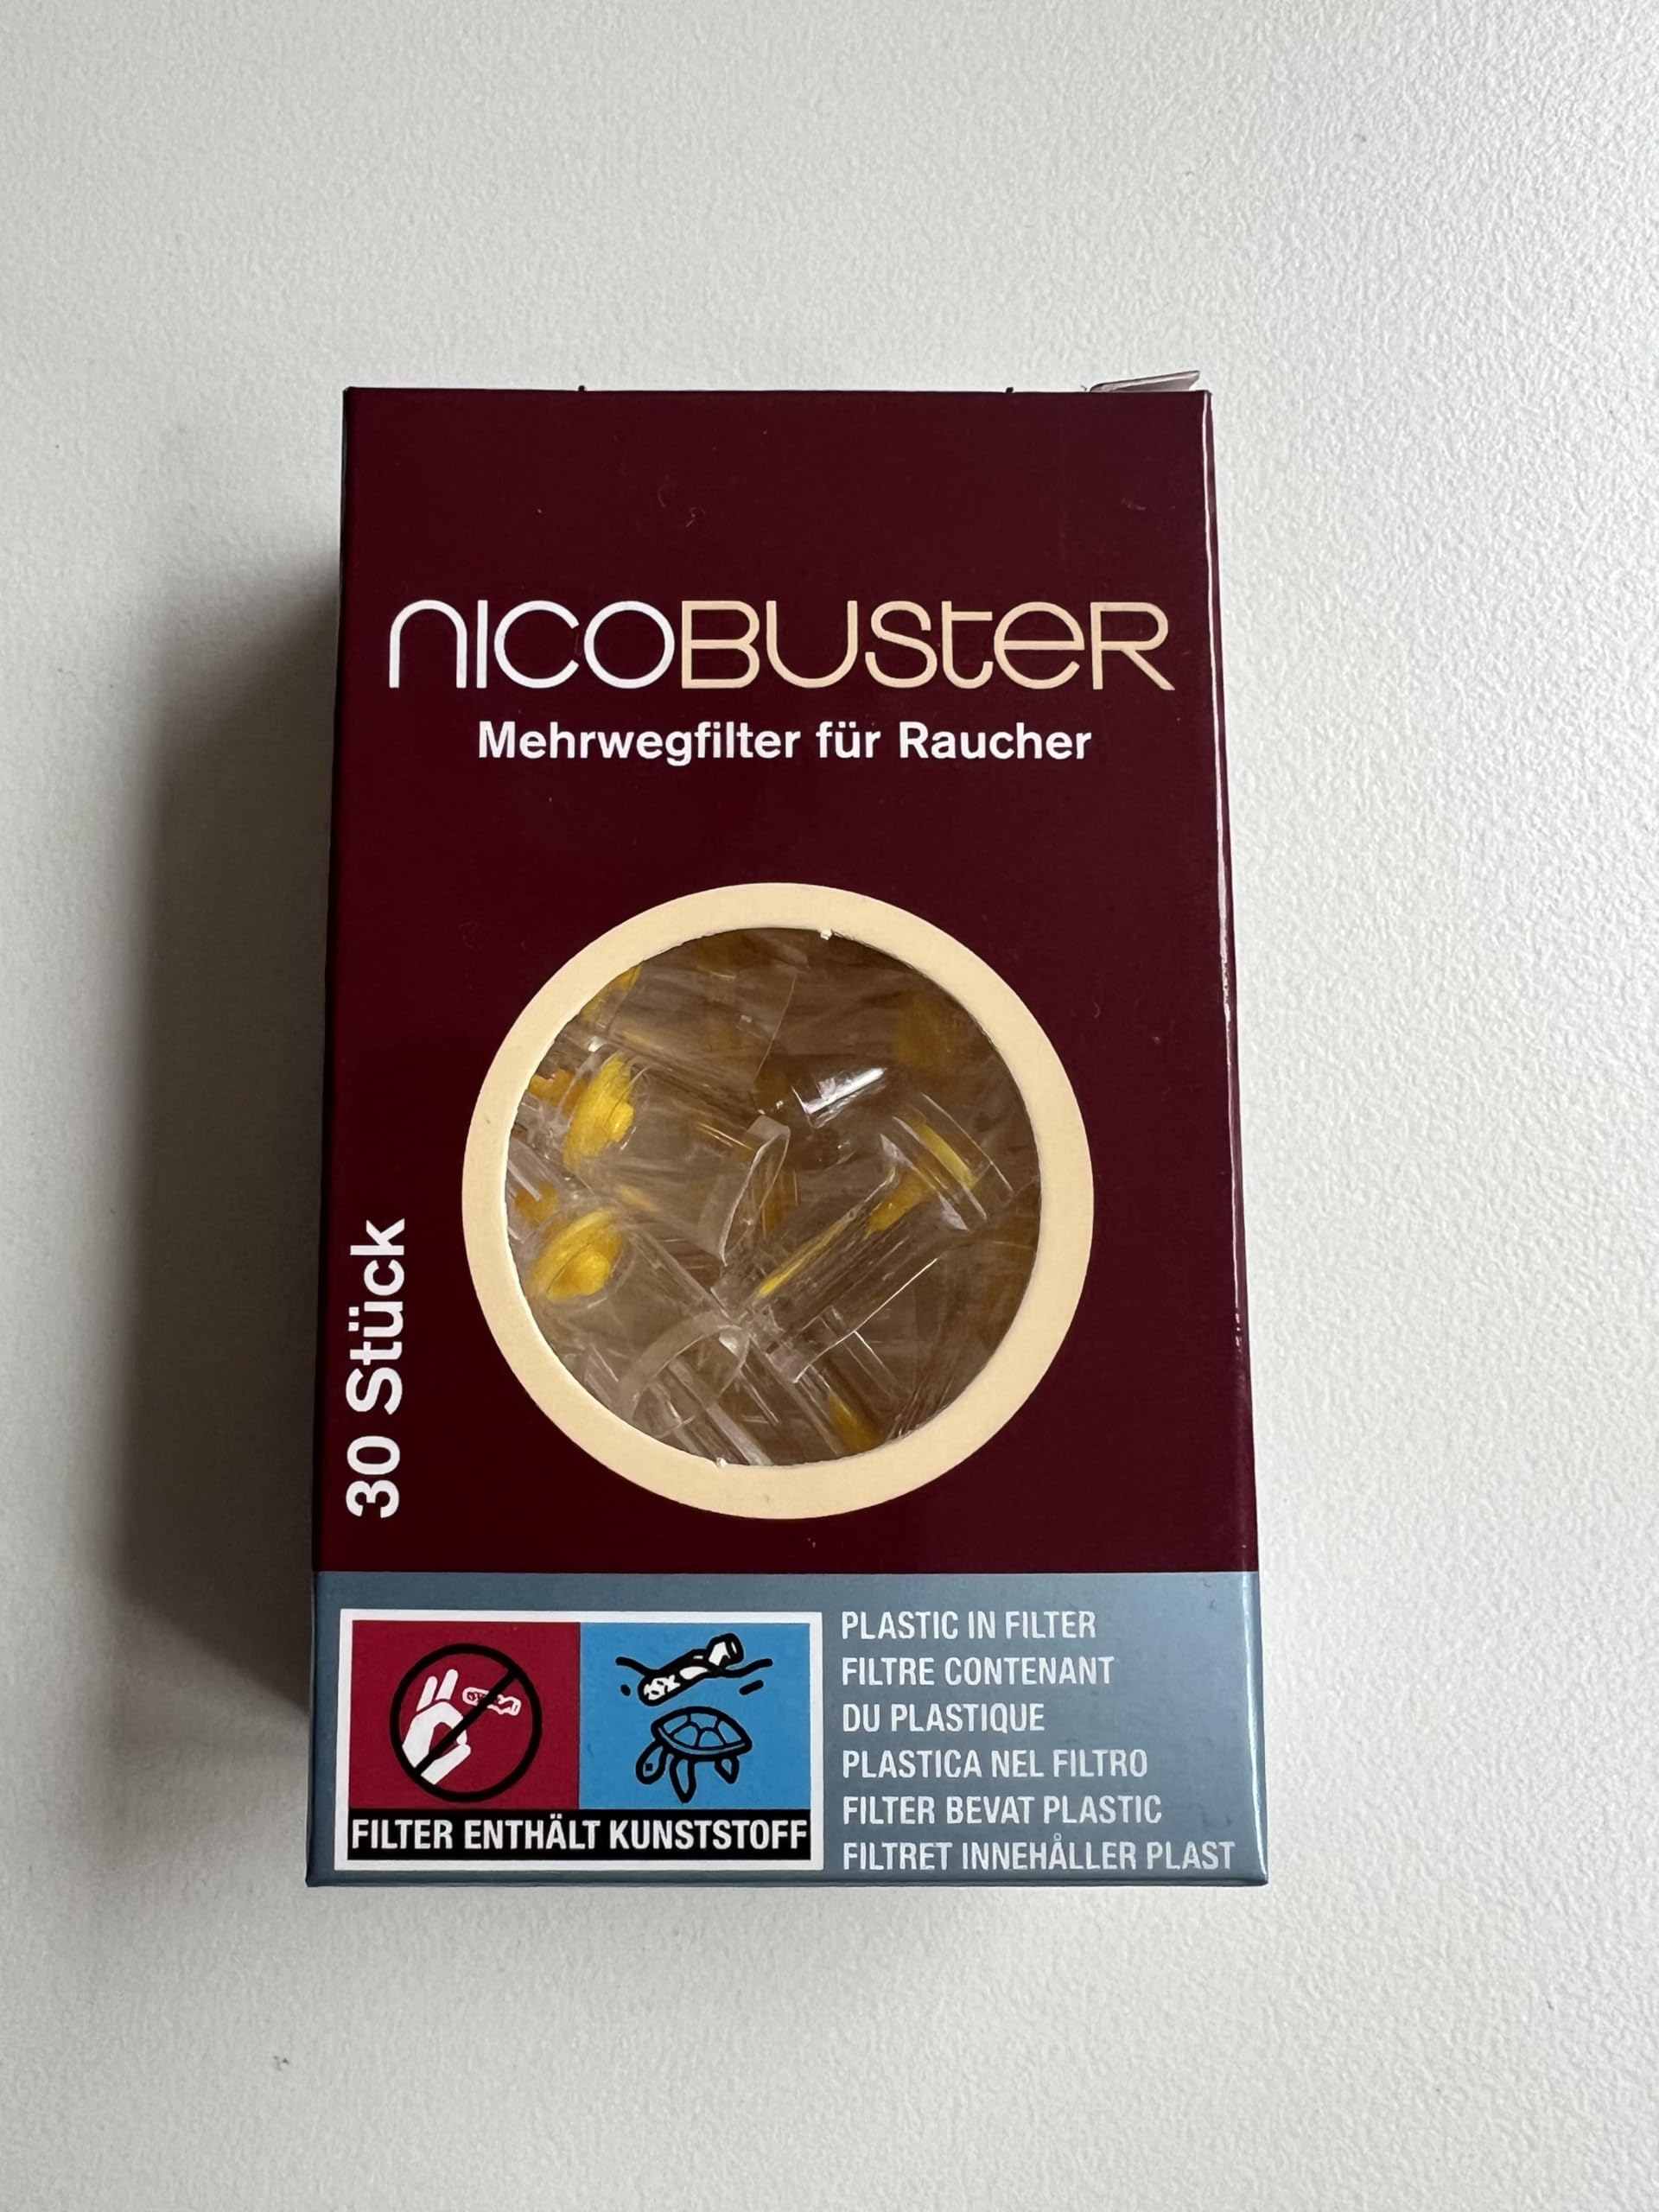 nicoBUSteR
Mehrwegfilter für Raucher
30 Stück
FILTER ENTHÄLT KUNSTSTOFF
PLASTIC IN FILTER
FILTRE CONTENANT
DU PLASTIQUE
PLASTICA NEL FILTRO
FILTER BEVAT PLASTIC
FILTRET INNEHÅLLER PLAST